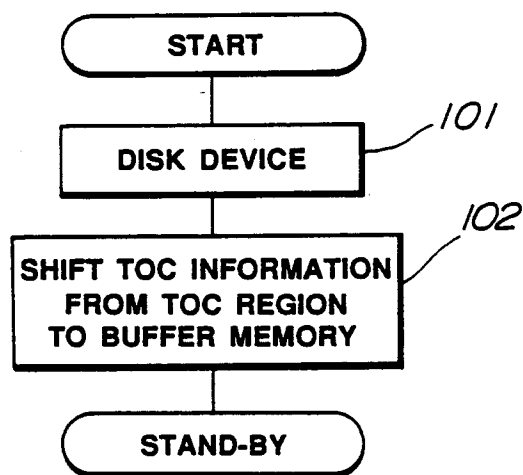 START
DISK DEVICE
101
SHIFT TOC INFORMATION
FROM TOC REGION
TO BUFFER MEMORY
102
STAND-BY